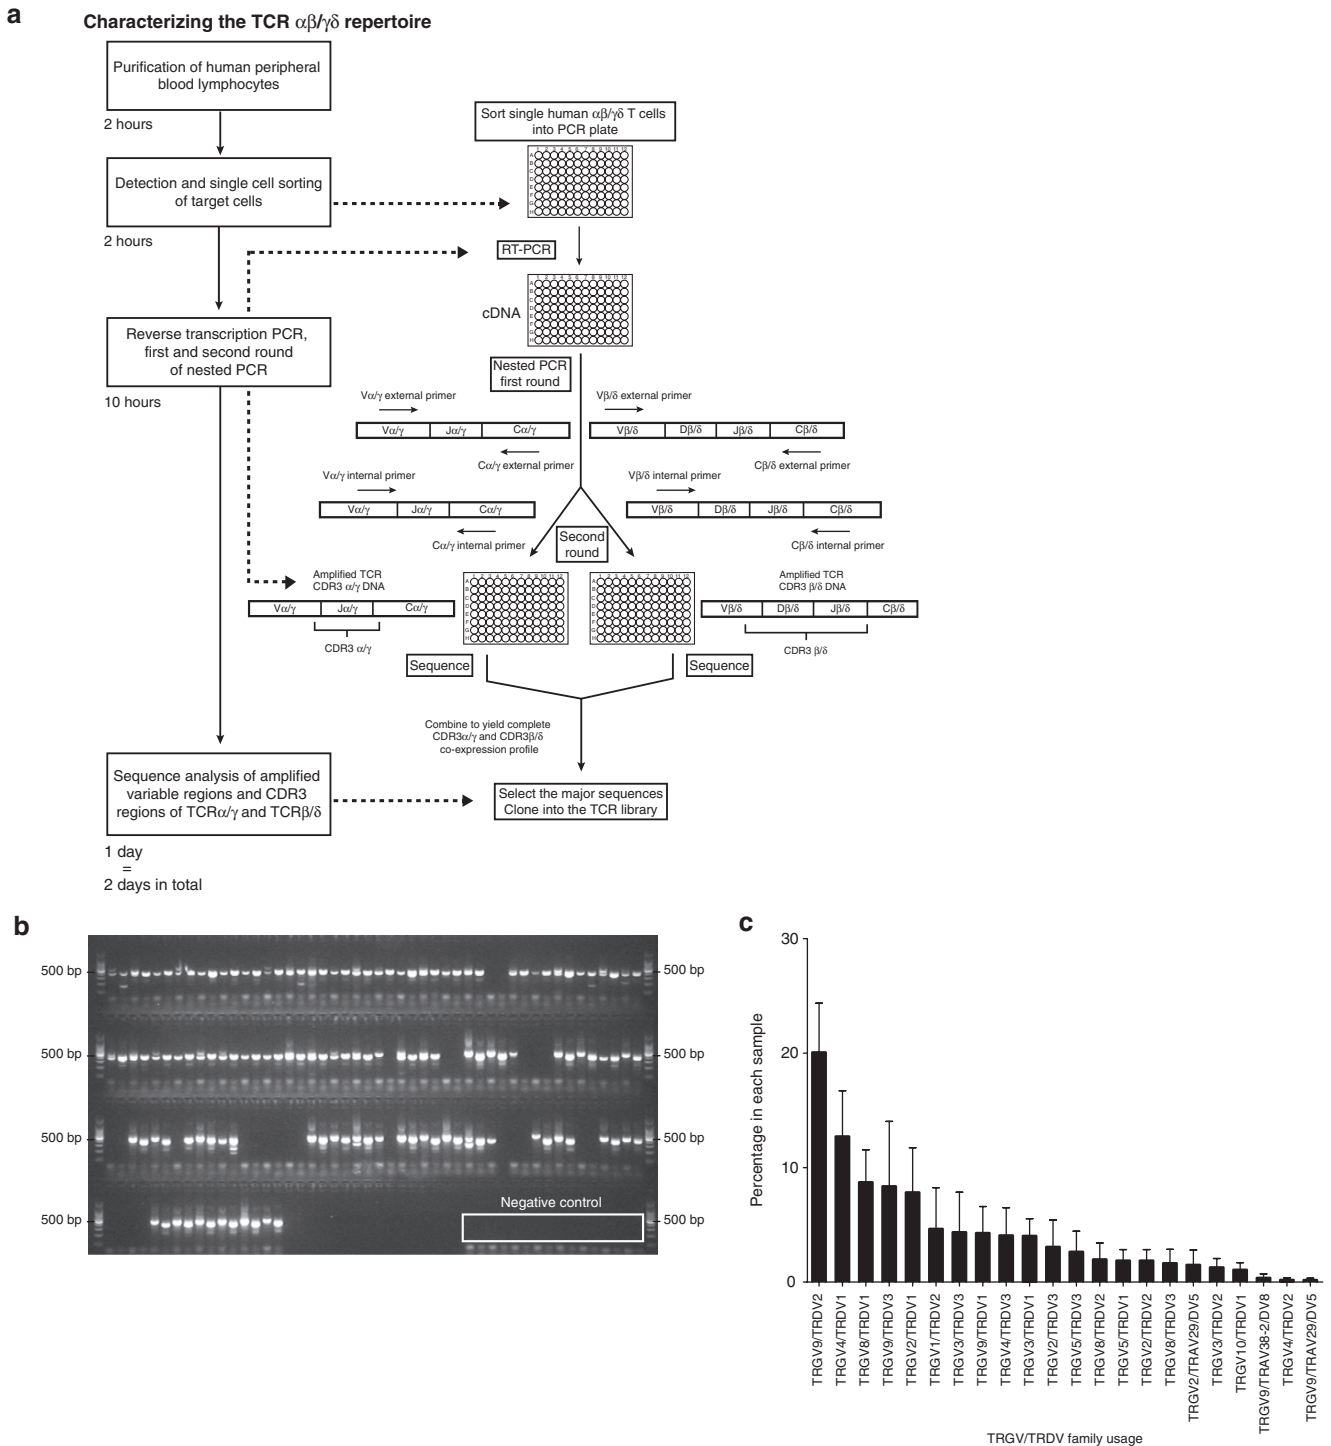 a
Characterizing the TCR αβ/γδ repertoire
Purification of human peripheral
blood lymphocytes
2 hours
Detection and single cell sorting
of target cells
2 hours
Reverse transcription PCR,
first and second round
of nested PCR
10 hours
Sequence analysis of amplified
variable regions and CDR3
regions of TCRα/γ and TCRβ/δ
1 day
=
2 days in total
Sort single human αβ/γδ T cells
into PCR plate
RT-PCR
cDNA
Nested PCR
first round
Vα/γ external primer
Vα/γ Jα/γ Cα/γ
Cα/γ external primer
Vβ/δ external primer
Vβ/δ Dβ/δ Jβ/δ Cβ/δ
Cβ/δ external primer
Vα/γ internal primer
Vα/γ Jα/γ Cα/γ
Cα/γ internal primer
Vβ/δ internal primer
Vβ/δ Dβ/δ Jβ/δ Cβ/δ
Cβ/δ internal primer
Second
round
Amplified TCR
CDR3 α/γ DNA
Vα/γ Jα/γ Cα/γ
CDR3 α/γ
Amplified TCR
CDR3 β/δ DNA
Vβ/δ Dβ/δ Jβ/δ Cβ/δ
CDR3 β/δ
Sequence
Sequence
Combine to yield complete
CDR3α/γ and CDR3β/δ
co-expression profile
Select the major sequences
Clone into the TCR library
b
500 bp
500 bp
500 bp
500 bp
500 bp
500 bp
500 bp
500 bp
Negative control
c
Percentage in each sample
30
20
10
0
TRGV9/TRDV2
TRGV4/TRDV1
TRGV8/TRDV1
TRGV9/TRDV3
TRGV2/TRDV1
TRGV1/TRDV2
TRGV3/TRDV3
TRGV9/TRDV1
TRGV4/TRDV3
TRGV3/TRDV1
TRGV2/TRDV3
TRGV5/TRDV3
TRGV8/TRDV2
TRGV5/TRDV1
TRGV2/TRDV2
TRGV8/TRDV3
TRGV2/TRAV29/DV5
TRGV3/TRDV2
TRGV10/TRDV1
TRGV9/TRAV38-2/DV8
TRGV4/TRDV2
TRGV9/TRAV29/DV5
TRGV/TRDV family usage